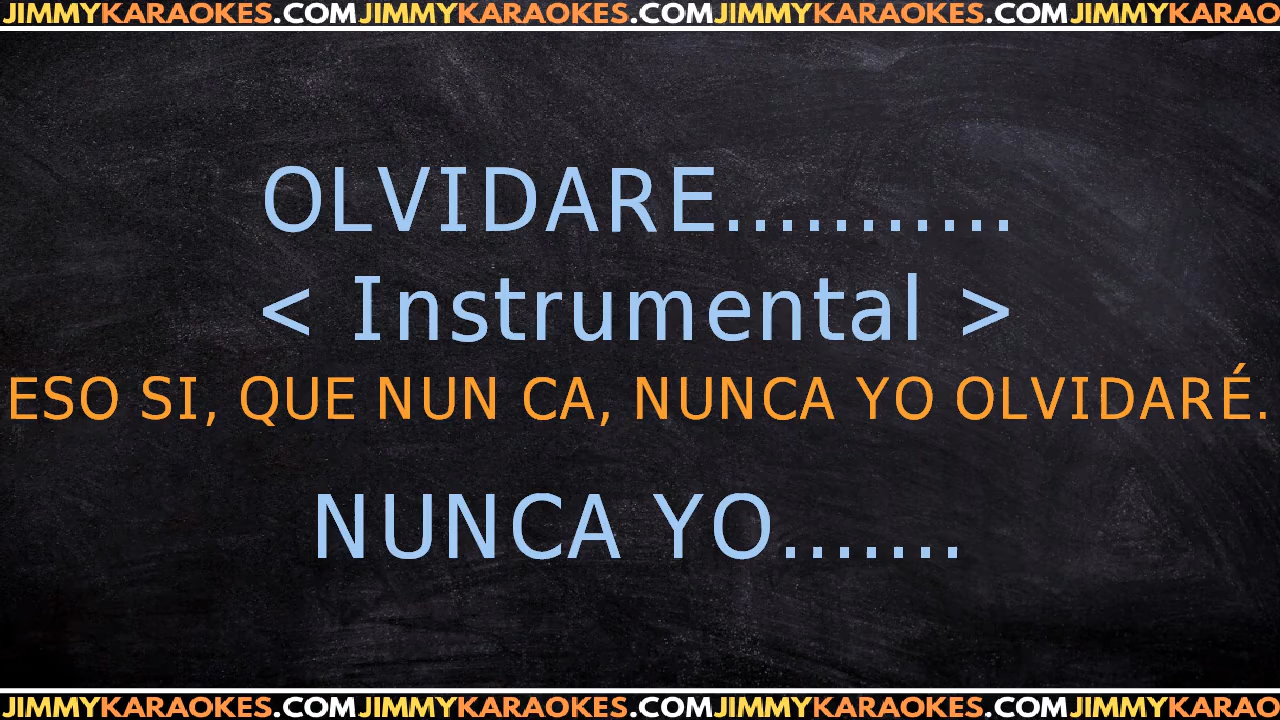 JIMMYKARAOKES.COMJIMMYKARAOKES.COMJIMMYKARAOKES.COMJIMMYKARAO
OLVIDARE...........
< Instrumental >
ESO SI, QUE NUN CA, NUNCA YO OLVIDARÉ.
NUNCA YO.......
JIMMYKARAOKES.COMJIMMYKARAOKES.COMJIMMYKARAOKES.COMJIMMYKARAO